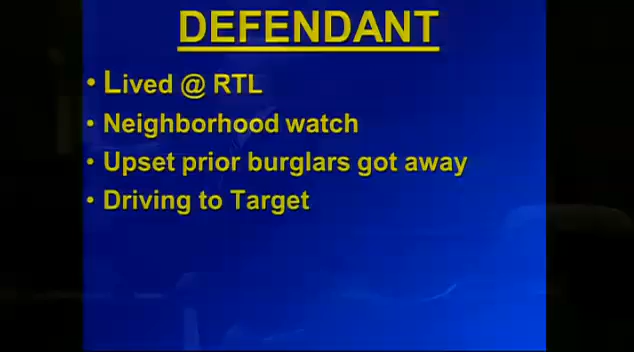 DEFENDANT
• Lived @ RTL
• Neighborhood watch
• Upset prior burglars got away
• Driving to Target